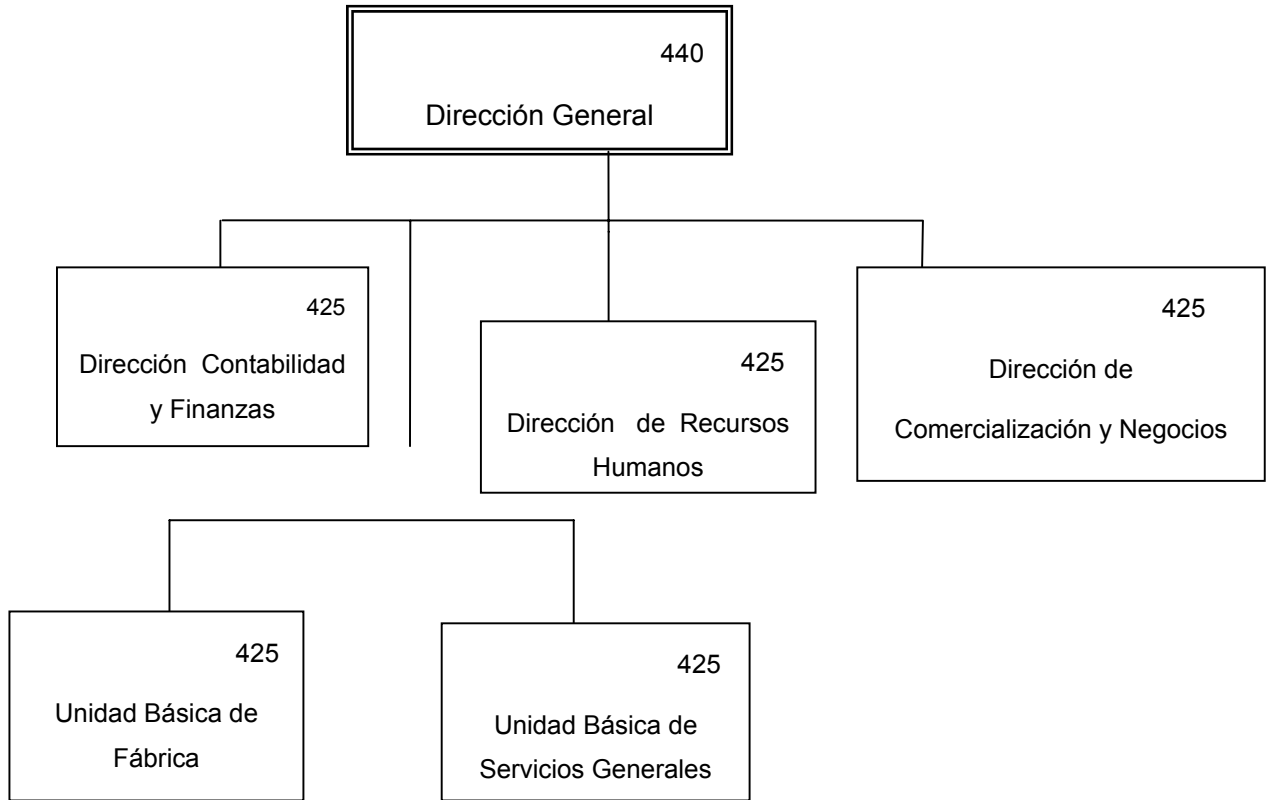 440
Dirección General
425
Dirección Contabilidad
y Finanzas
425
Dirección de Recursos
Humanos
425
Dirección de
Comercialización y Negocios
425
Unidad Básica de
Fábrica
425
Unidad Básica de
Servicios Generales